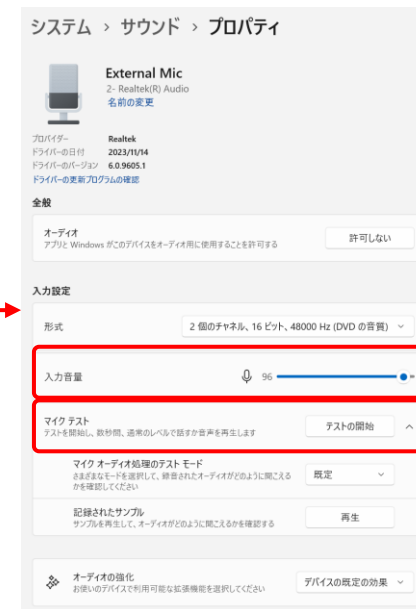 システム > サウンド > プロパティ
External Mic
2- Realtek(R) Audio
名前の変更
プロバイダー Realtek
ドライバーの日付 2023/11/14
ドライバーのバージョン 6.0.9605.1
ドライバーの更新プログラムの確認
全般
オーディオ
アプリと Windows がこのデバイスをオーディオ用に使用することを許可する
許可しない
入力設定
形式
2 個のチャネル、16 ビット、48000 Hz (DVD の音質)
入力音量
96
マイク テスト
テストを開始し、数秒間、通常のレベルで話すか音声を再生します
テストの開始
マイク オーディオ処理のテスト モード
さまざまなモードを選択して、録音されたオーディオがどのように聞こえる
かを確認してください
既定
記録されたサンプル
サンプルを再生して、オーディオがどのように聞こえるかを確認する
再生
オーディオの強化
お使いのデバイスで利用可能な拡張機能を選択してください
デバイスの既定の効果